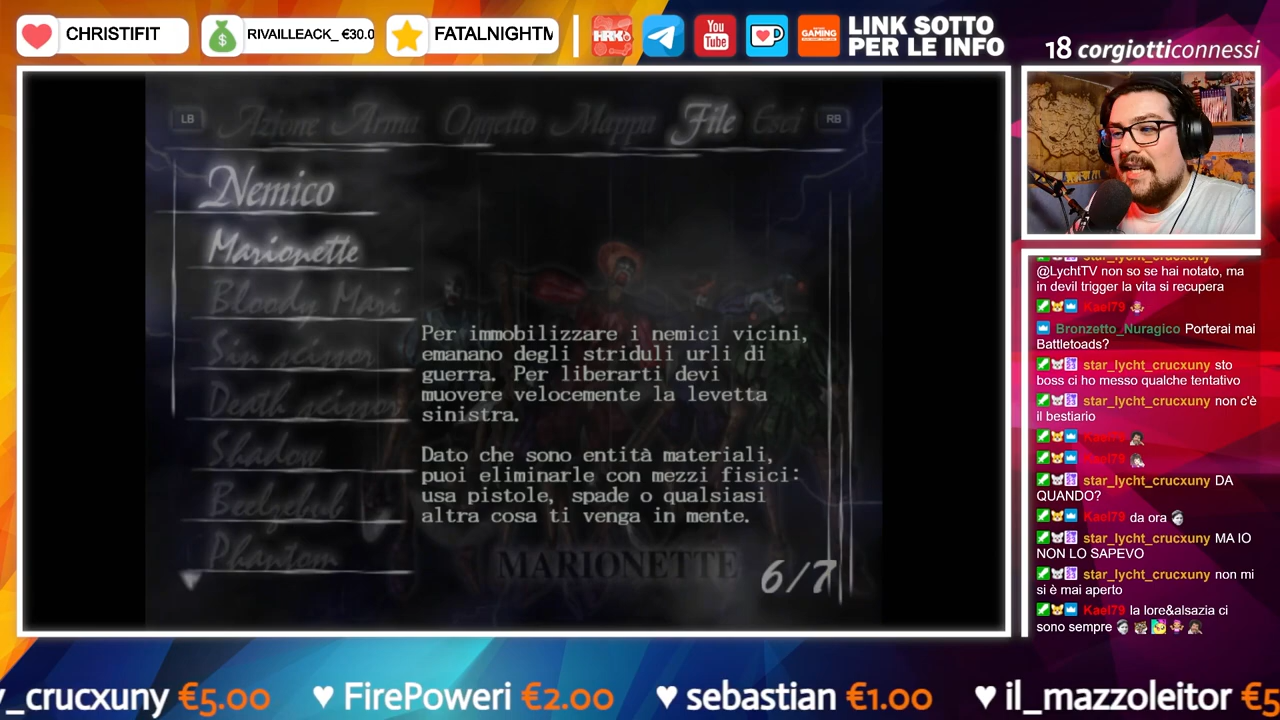 CHRISTIFIT
RIVAILLEACK_ €30.0
FATALNIGHTM
HRK
You
Tube
GAMING
LINK SOTTO
PER LE INFO
18 corgiotticonnessi
LB
Azione
Arma
Oggetto
Mappa
File
Esci
RB
Nemico
Marionette
Bloody
Sin
Death
Shadow
Beelzebub
Phantom
Per immobilizzare i nemici vicini,
emanano degli striduli urli di
guerra. Per liberarti devi
muovere velocemente la levetta
sinistra.
Dato che sono entità materiali,
puoi eliminarle con mezzi fisici:
usa pistole, spade o qualsiasi
altra cosa ti venga in mente.
MARIONETTE
6/7
star_lycht_crucxuny
@LychtTV non so se hai notato, ma
in devil trigger la vita si recupera
Kael79
Bronzetto_Nuragico Porterai mai
Battletoads?
star_lycht_crucxuny sto
boss ci ho messo qualche tentativo
star_lycht_crucxuny non c'è
il bestiario
Kael79
Kael79
star_lycht_crucxuny DA
QUANDO?
Kael79 da ora
star_lycht_crucxuny MA IO
NON LO SAPEVO
star_lycht_crucxuny non mi
si è mai aperto
Kael79 la lore&alsazia ci
sono sempre
_crucxuny €5.00 ♥ FirePoweri €2.00 ♥ sebastian €1.00 ♥ il_mazzoleitor €5